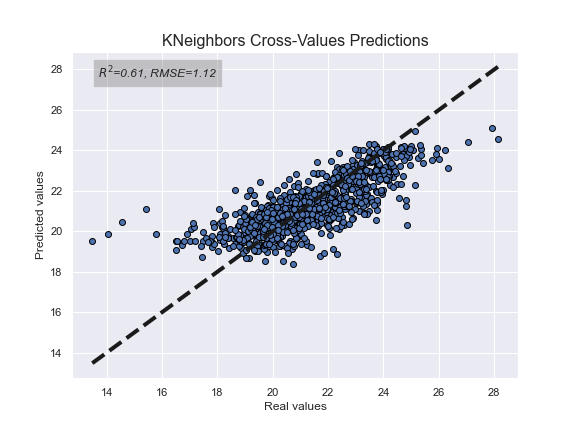 KNeighbors Cross-Values Predictions
R²=0.61, RMSE=1.12
28
26
24
22
20
18
16
14
Predicted values
14 16 18 20 22 24 26 28
Real values